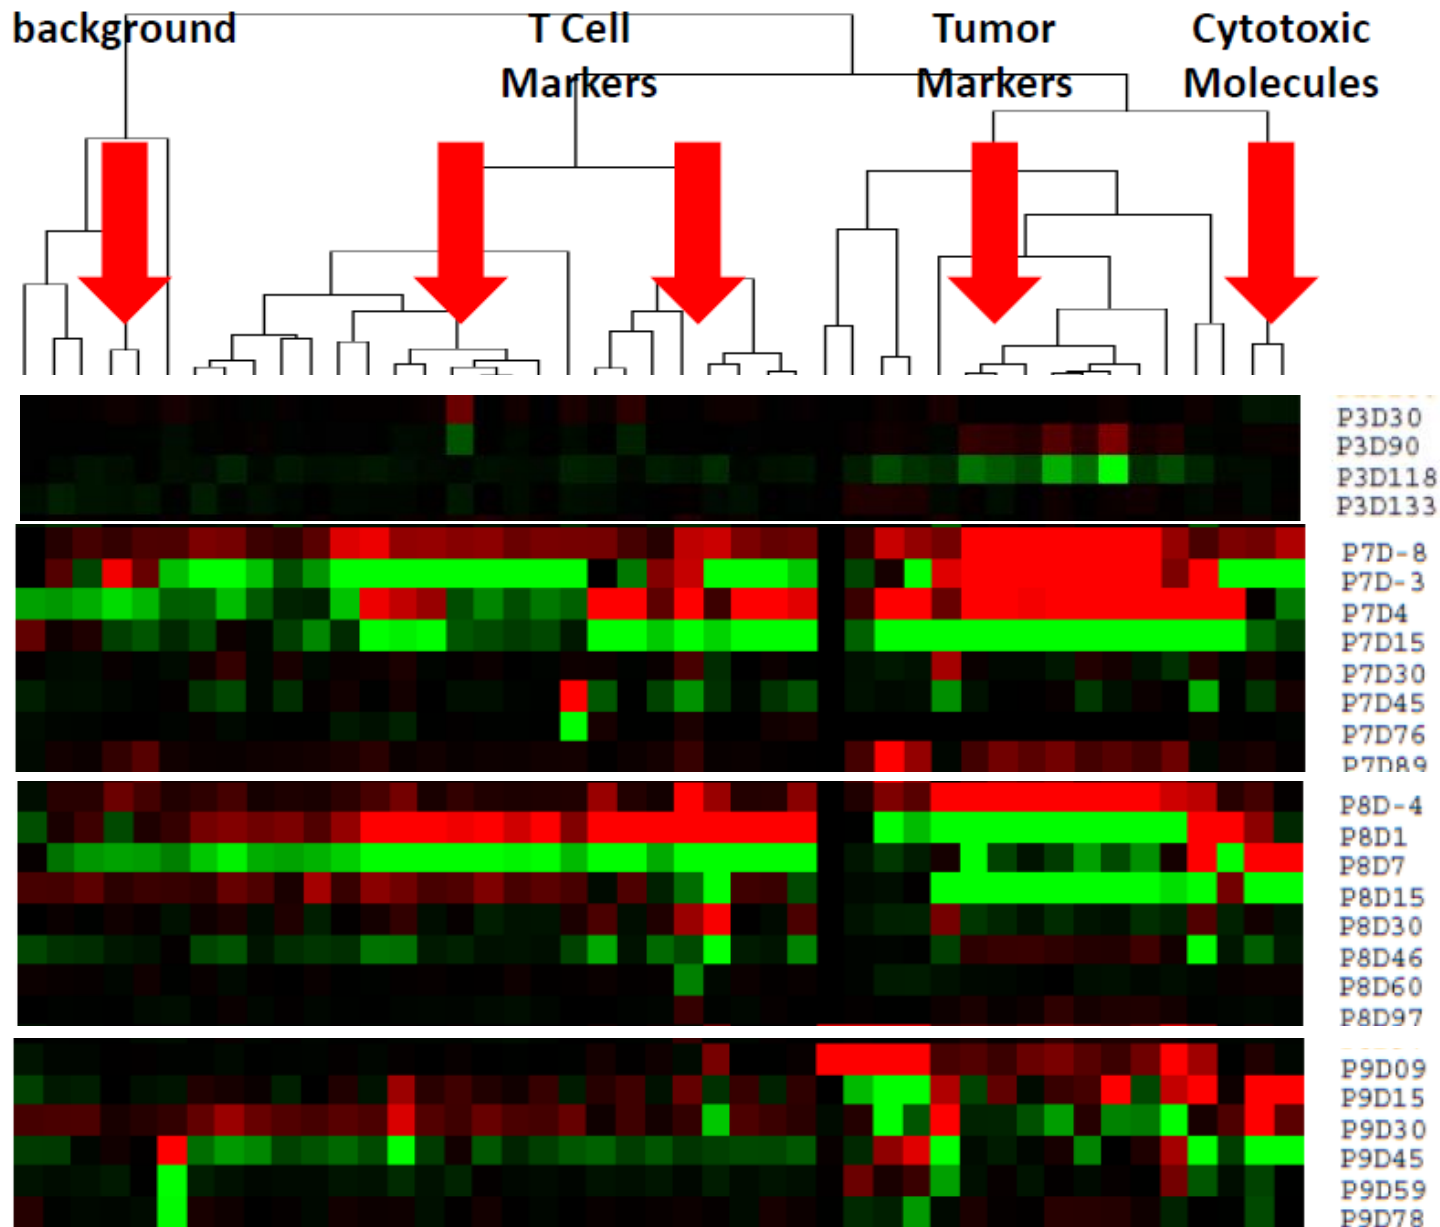 background T Cell Tumor Cytotoxic
Markers Markers Molecules
P3D30
P3D90
P3D118
P3D133
P7D-8
P7D-3
P7D4
P7D15
P7D30
P7D45
P7D76
P7D89
P8D-4
P8D1
P8D7
P8D15
P8D30
P8D46
P8D60
P8D97
P9D09
P9D15
P9D30
P9D45
P9D59
P9D78